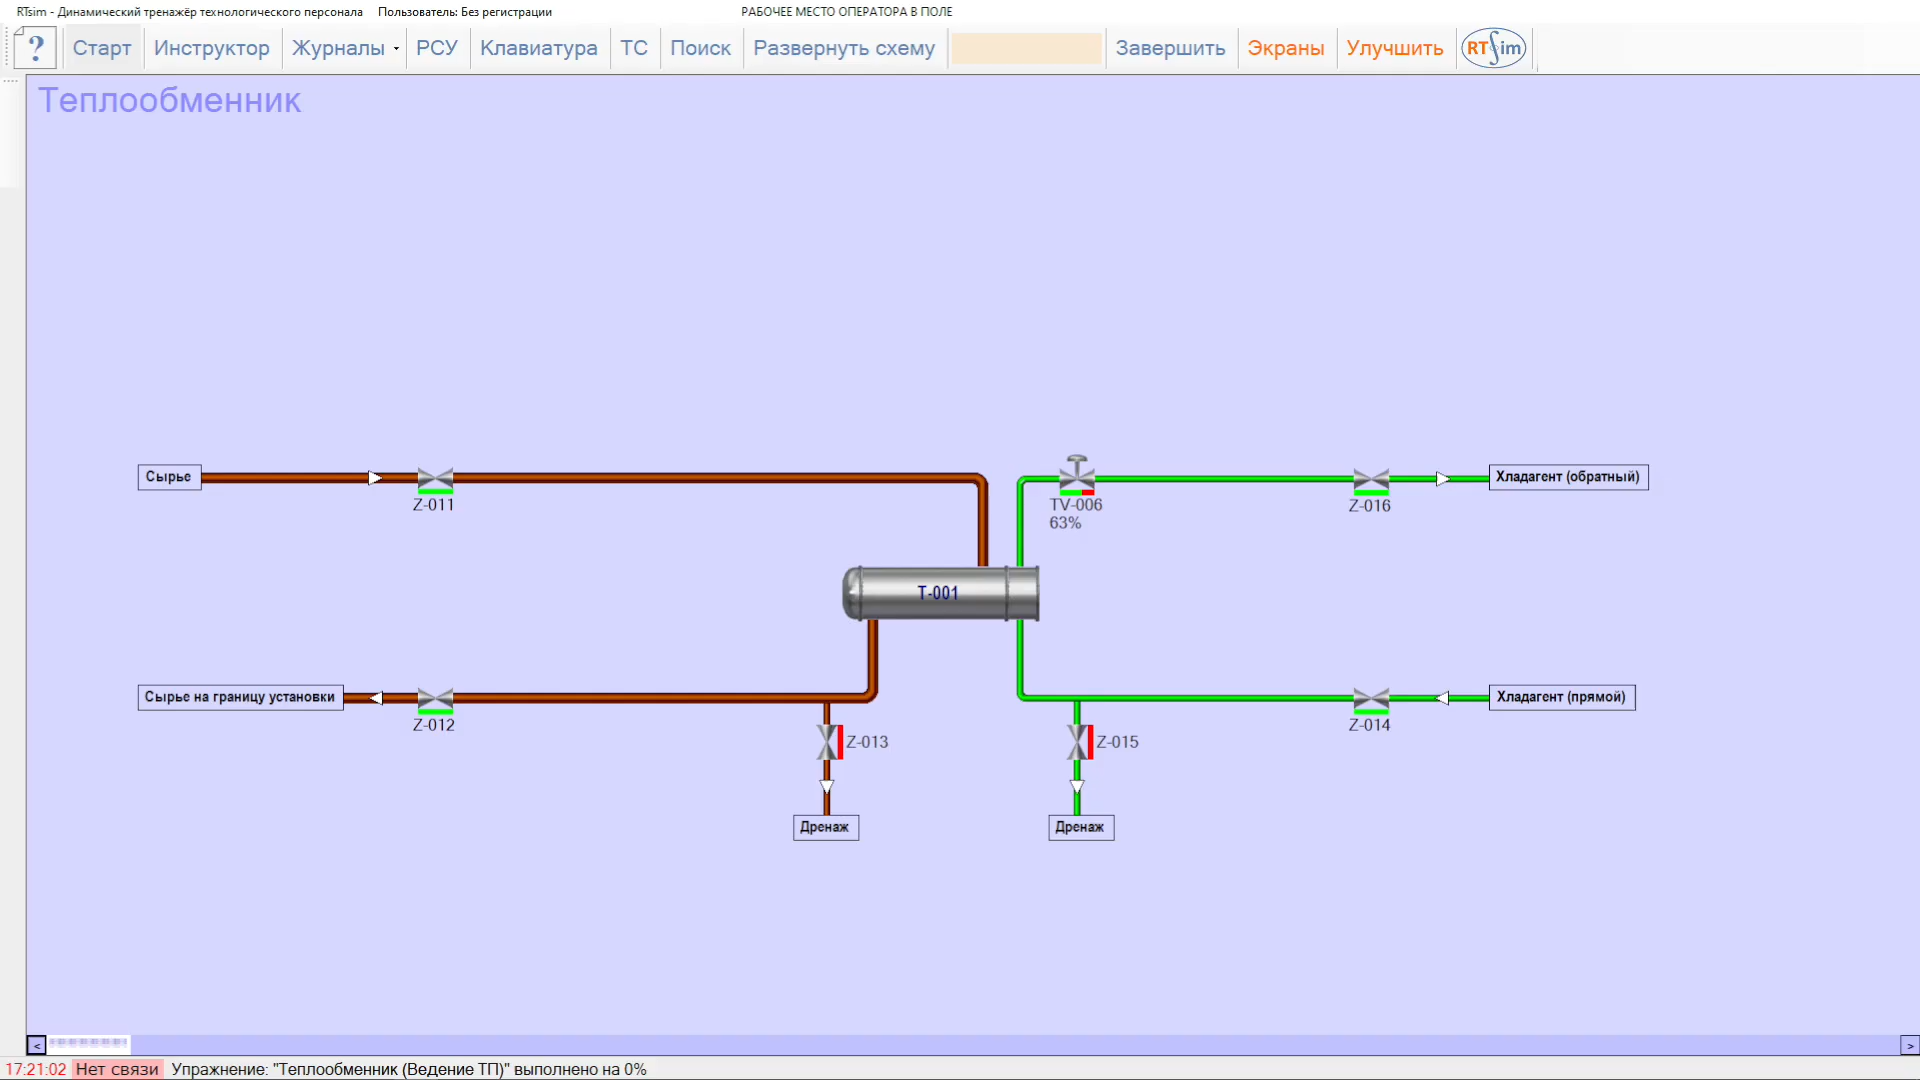 RTsim - Динамический тренажёр технологического персонала Пользователь: Без регистрации РАБОЧЕЕ МЕСТО ОПЕРАТОРА В ПОЛЕ
? Старт Инструктор Журналы РСУ Клавиатура ТС Поиск Развернуть схему Завершить Экраны Улучшить RTsim
Теплообменник
Сырье
Z-011
TV-006
63%
Z-016
Хладагент (обратный)
T-001
Сырье на границу установки
Z-012
Z-014
Хладагент (прямой)
Z-013
Z-015
Дренаж
Дренаж
< >
17:21:02 Нет связи Упражнение: "Теплообменник (Ведение ТП)" выполнено на 0%